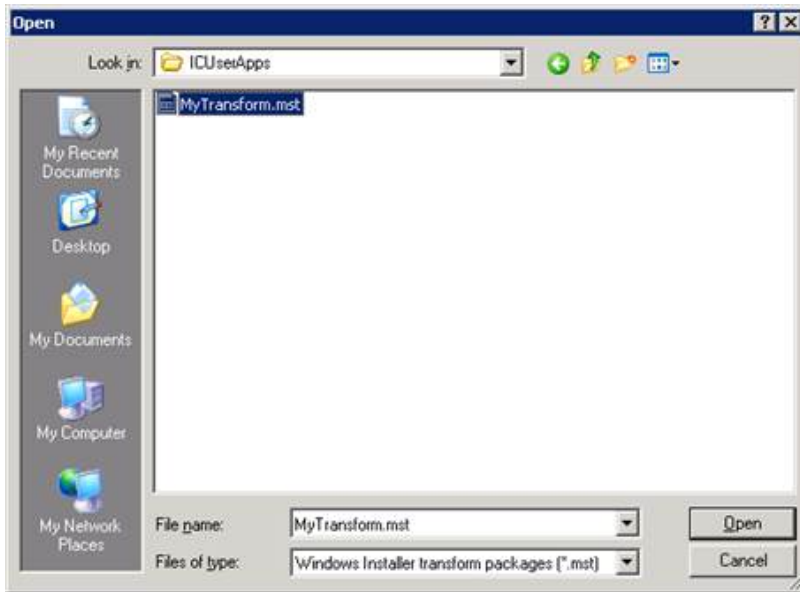 Open
Look in: ICUserApps
MyTransform.mst
My Recent
Documents
Desktop
My Documents
My Computer
My Network
Places
File name: MyTransform.mst Open
Files of type: Windows Installer transform packages (*.mst) Cancel